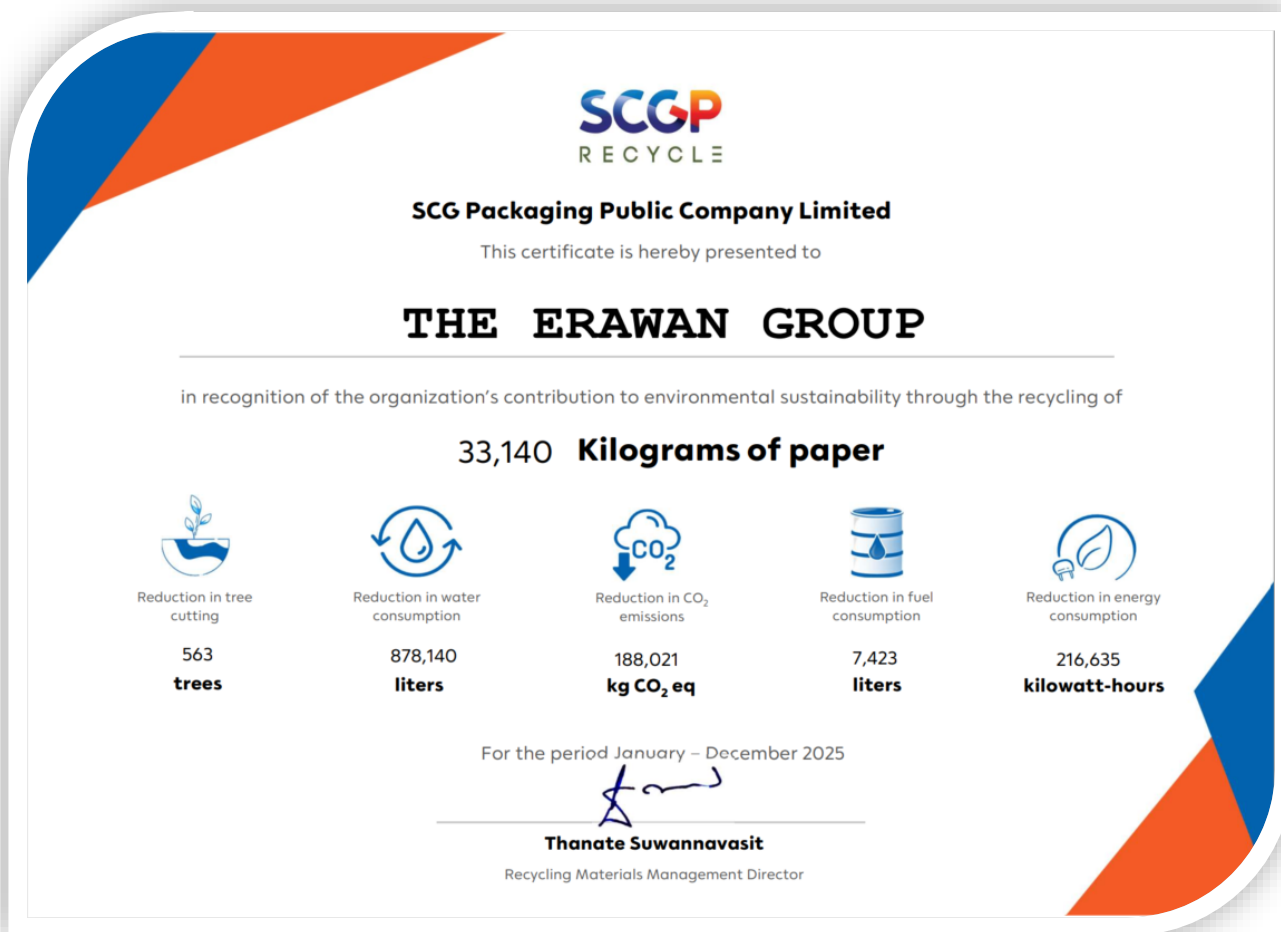 SCGP
RECYCLE
SCG Packaging Public Company Limited
This certificate is hereby presented to
THE ERAWAN GROUP
in recognition of the organization's contribution to environmental sustainability through the recycling of
33,140 Kilograms of paper
CO₂
Reduction in tree
cutting
563
trees
Reduction in water
consumption
878,140
liters
Reduction in CO₂
emissions
188,021
kg CO₂ eq
Reduction in fuel
consumption
7,423
liters
Reduction in energy
consumption
216,635
kilowatt-hours
For the period January – December 2025
Thanate Suwannavasit
Recycling Materials Management Director